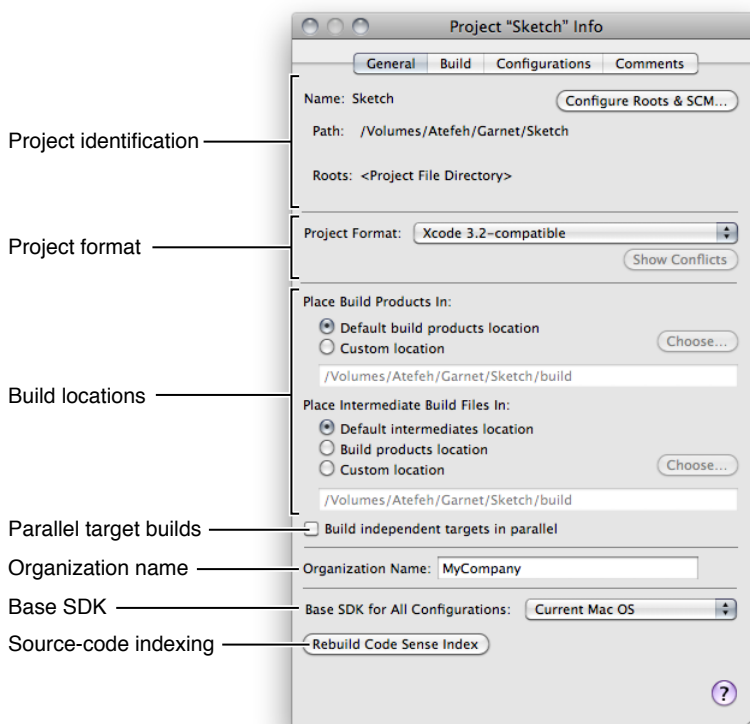 Project “Sketch” Info
General Build Configurations Comments
Name: Sketch Configure Roots & SCM...
Path: /Volumes/Atefeh/Garnet/Sketch
Project identification
Roots: <Project File Directory>
Project format
Project Format: Xcode 3.2-compatible
Show Conflicts
Place Build Products In:
Default build products location
Choose...
Custom location
/Volumes/Atefeh/Garnet/Sketch/build
Build locations
Place Intermediate Build Files In:
Default intermediates location
Build products location
Custom location Choose...
/Volumes/Atefeh/Garnet/Sketch/build
Parallel target builds Build independent targets in parallel
Organization name Organization Name: MyCompany
Base SDK Base SDK for All Configurations: Current Mac OS
Source-code indexing Rebuild Code Sense Index
?